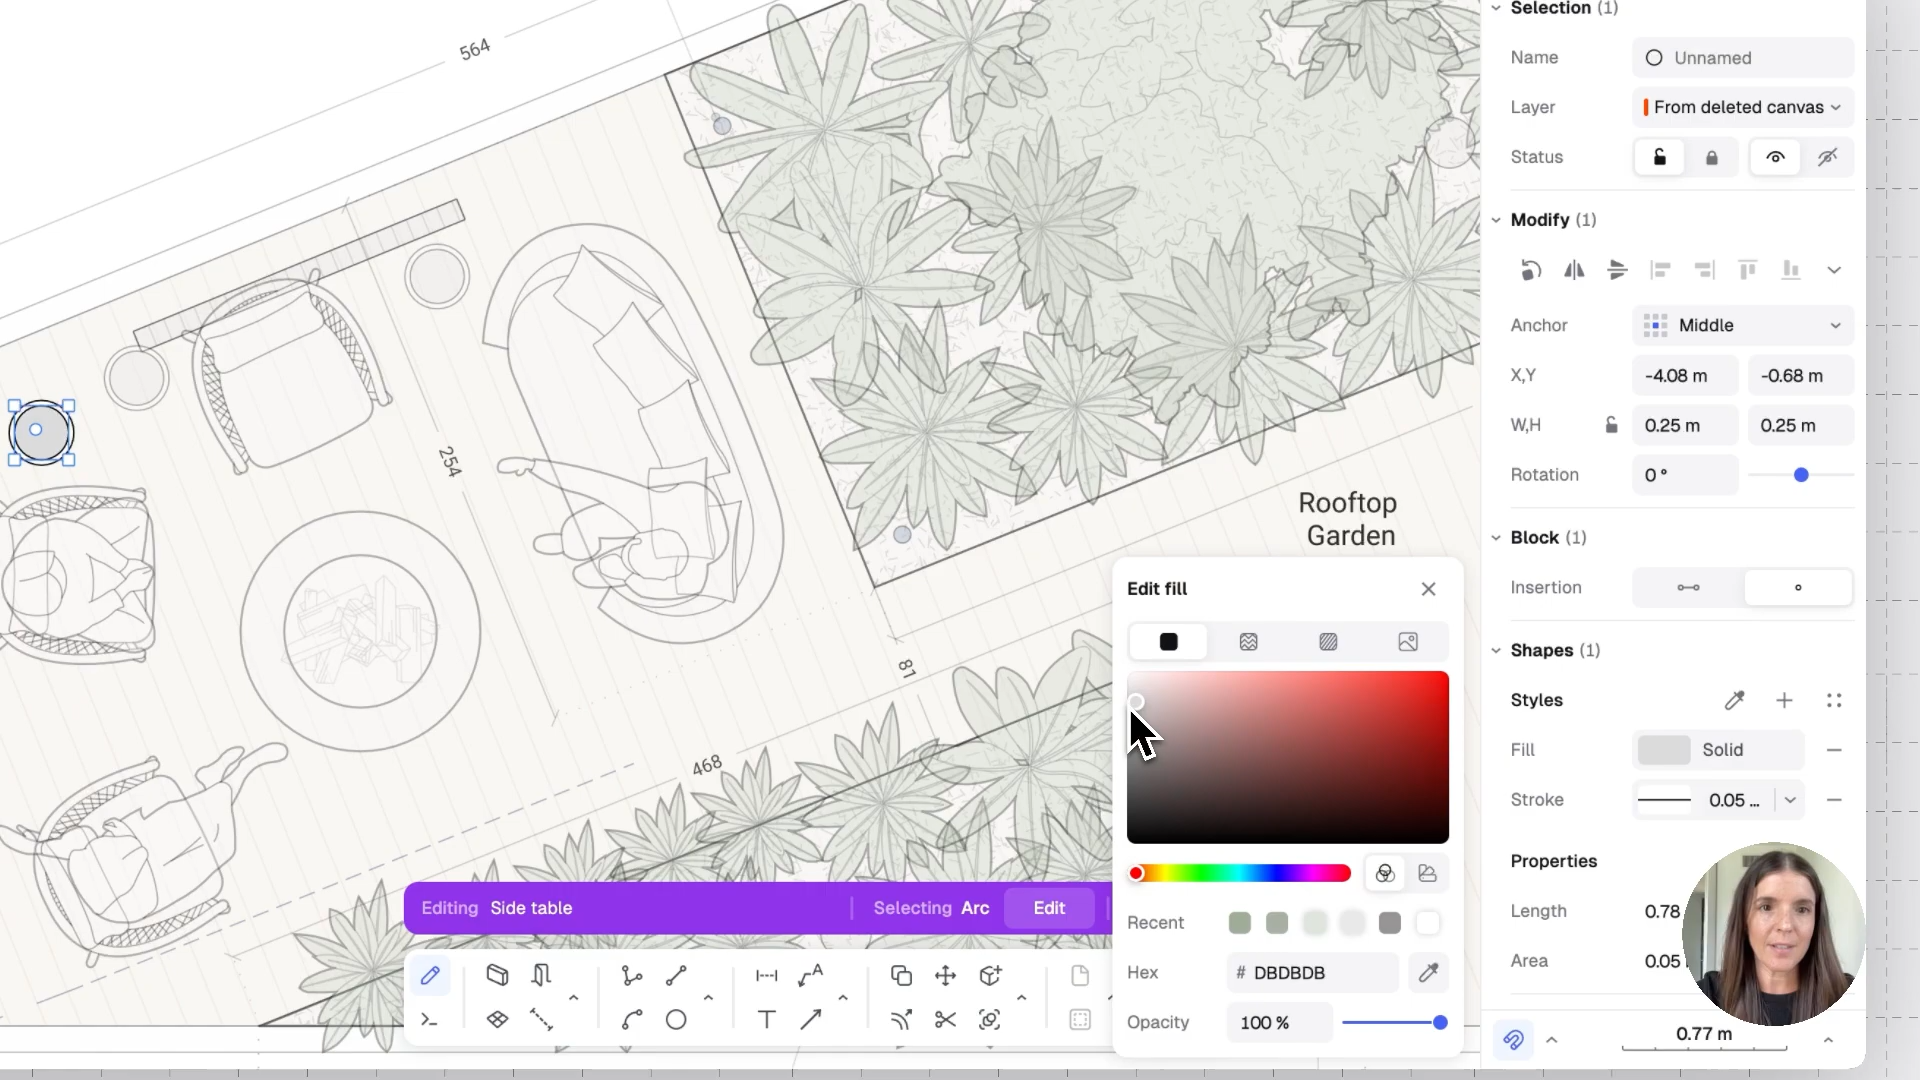 Selection (1)
Name
Unnamed
Layer
From deleted canvas
Status
Modify (1)
Anchor
Middle
X,Y
-4.08 m
-0.68 m
W,H
0.25 m
0.25 m
Rotation
0 °
Block (1)
Insertion
Shapes (1)
Styles
Fill
Solid
Stroke
0.05 ...
Properties
Length
0.78
Area
0.05
0.77 m
564
254
81
468
Rooftop
Garden
Edit fill
Recent
Hex
# DBDBDB
Opacity
100 %
Editing Side table
Selecting Arc
Edit